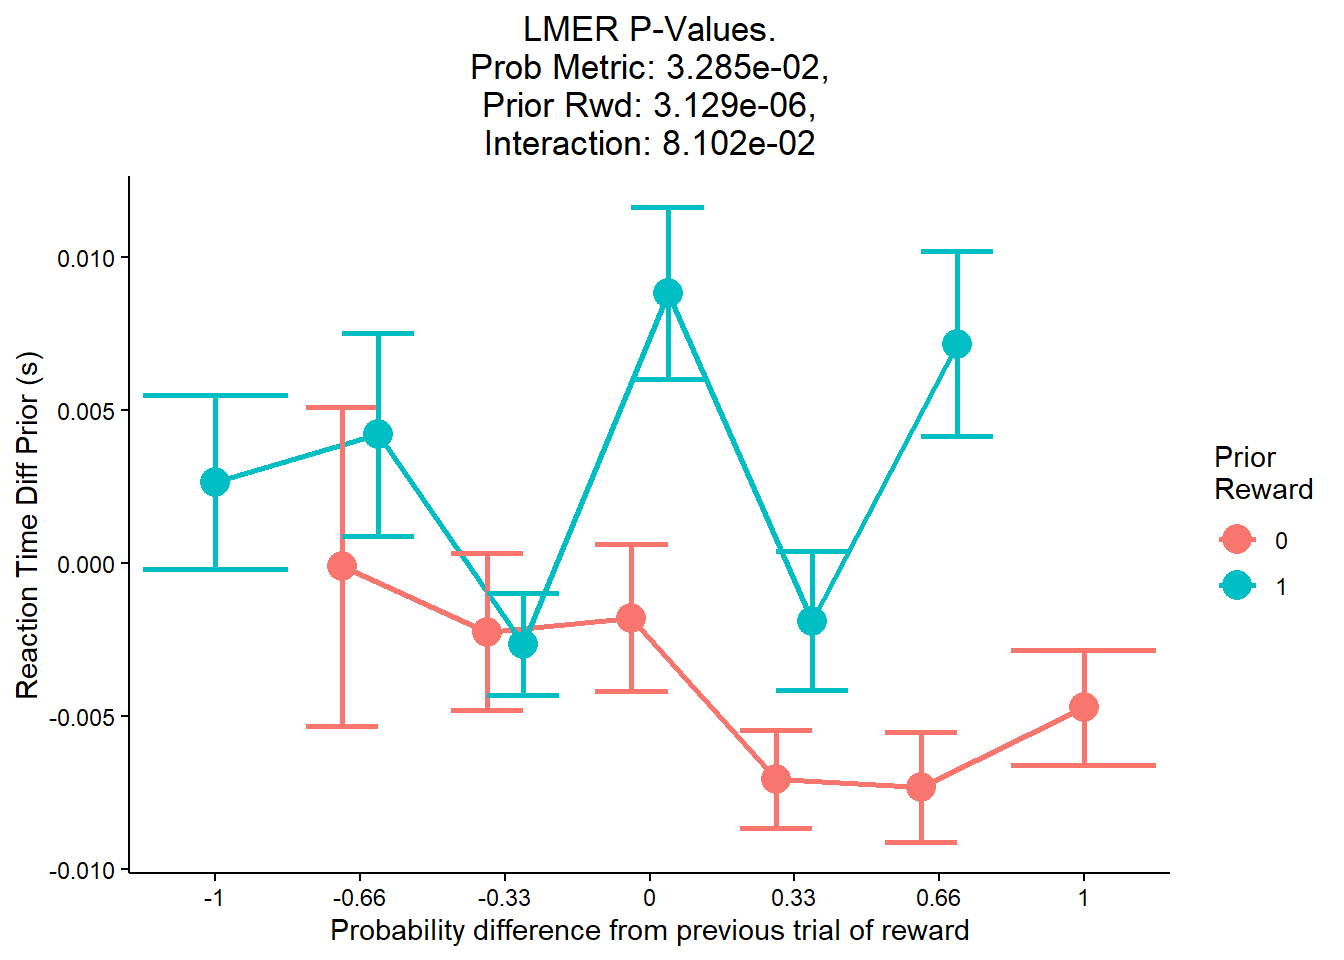 LMER P-Values.
Prob Metric: 3.285e-02,
Prior Rwd: 3.129e-06,
Interaction: 8.102e-02
Reaction Time Diff Prior (s)
0.010
0.005
0.000
-0.005
-0.010
-1
-0.66
-0.33
0
0.33
0.66
1
Probability difference from previous trial of reward
Prior
Reward
0
1